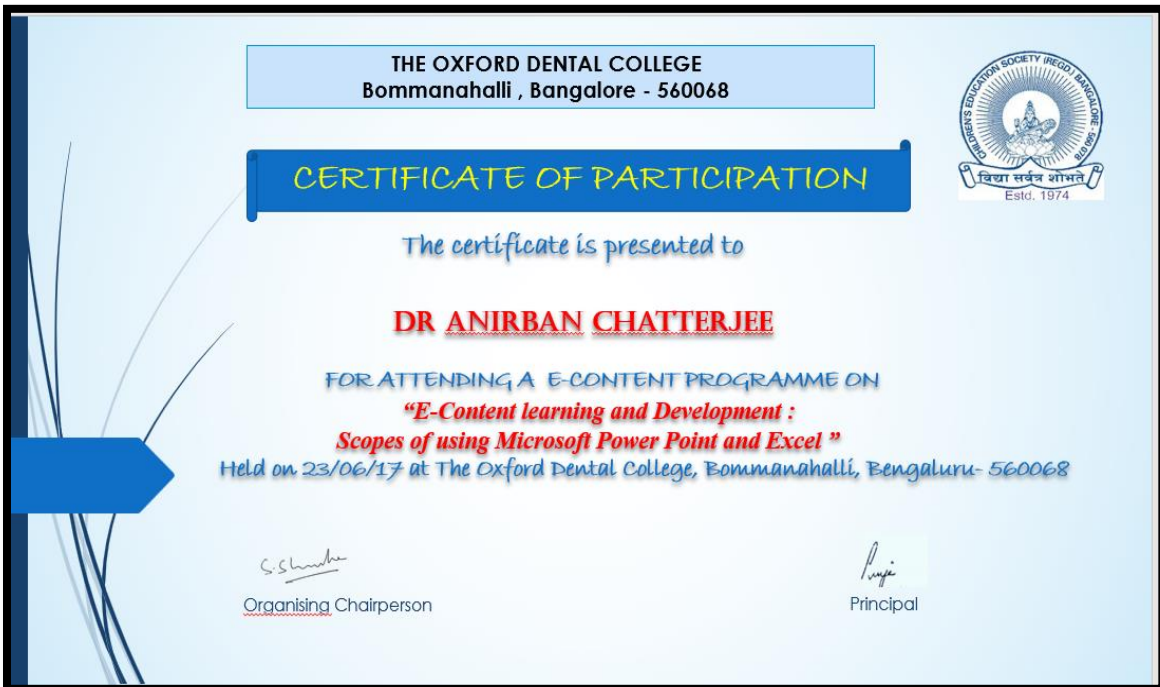 THE OXFORD DENTAL COLLEGE
Bommanahalli , Bangalore - 560068
CHILDREN'S EDUCATION SOCIETY (REGD.) BANGALORE - 560 078
विद्या सर्वत्र शोभते
Estd. 1974
CERTIFICATE OF PARTICIPATION
The certificate is presented to
DR ANIRBAN CHATTERJEE
FOR ATTENDING A E-CONTENT PROGRAMME ON
“E-Content learning and Development :
Scopes of using Microsoft Power Point and Excel ”
Held on 23/06/17 at The Oxford Dental College, Bommanahalli, Bengaluru- 560068
Organising Chairperson
Principal